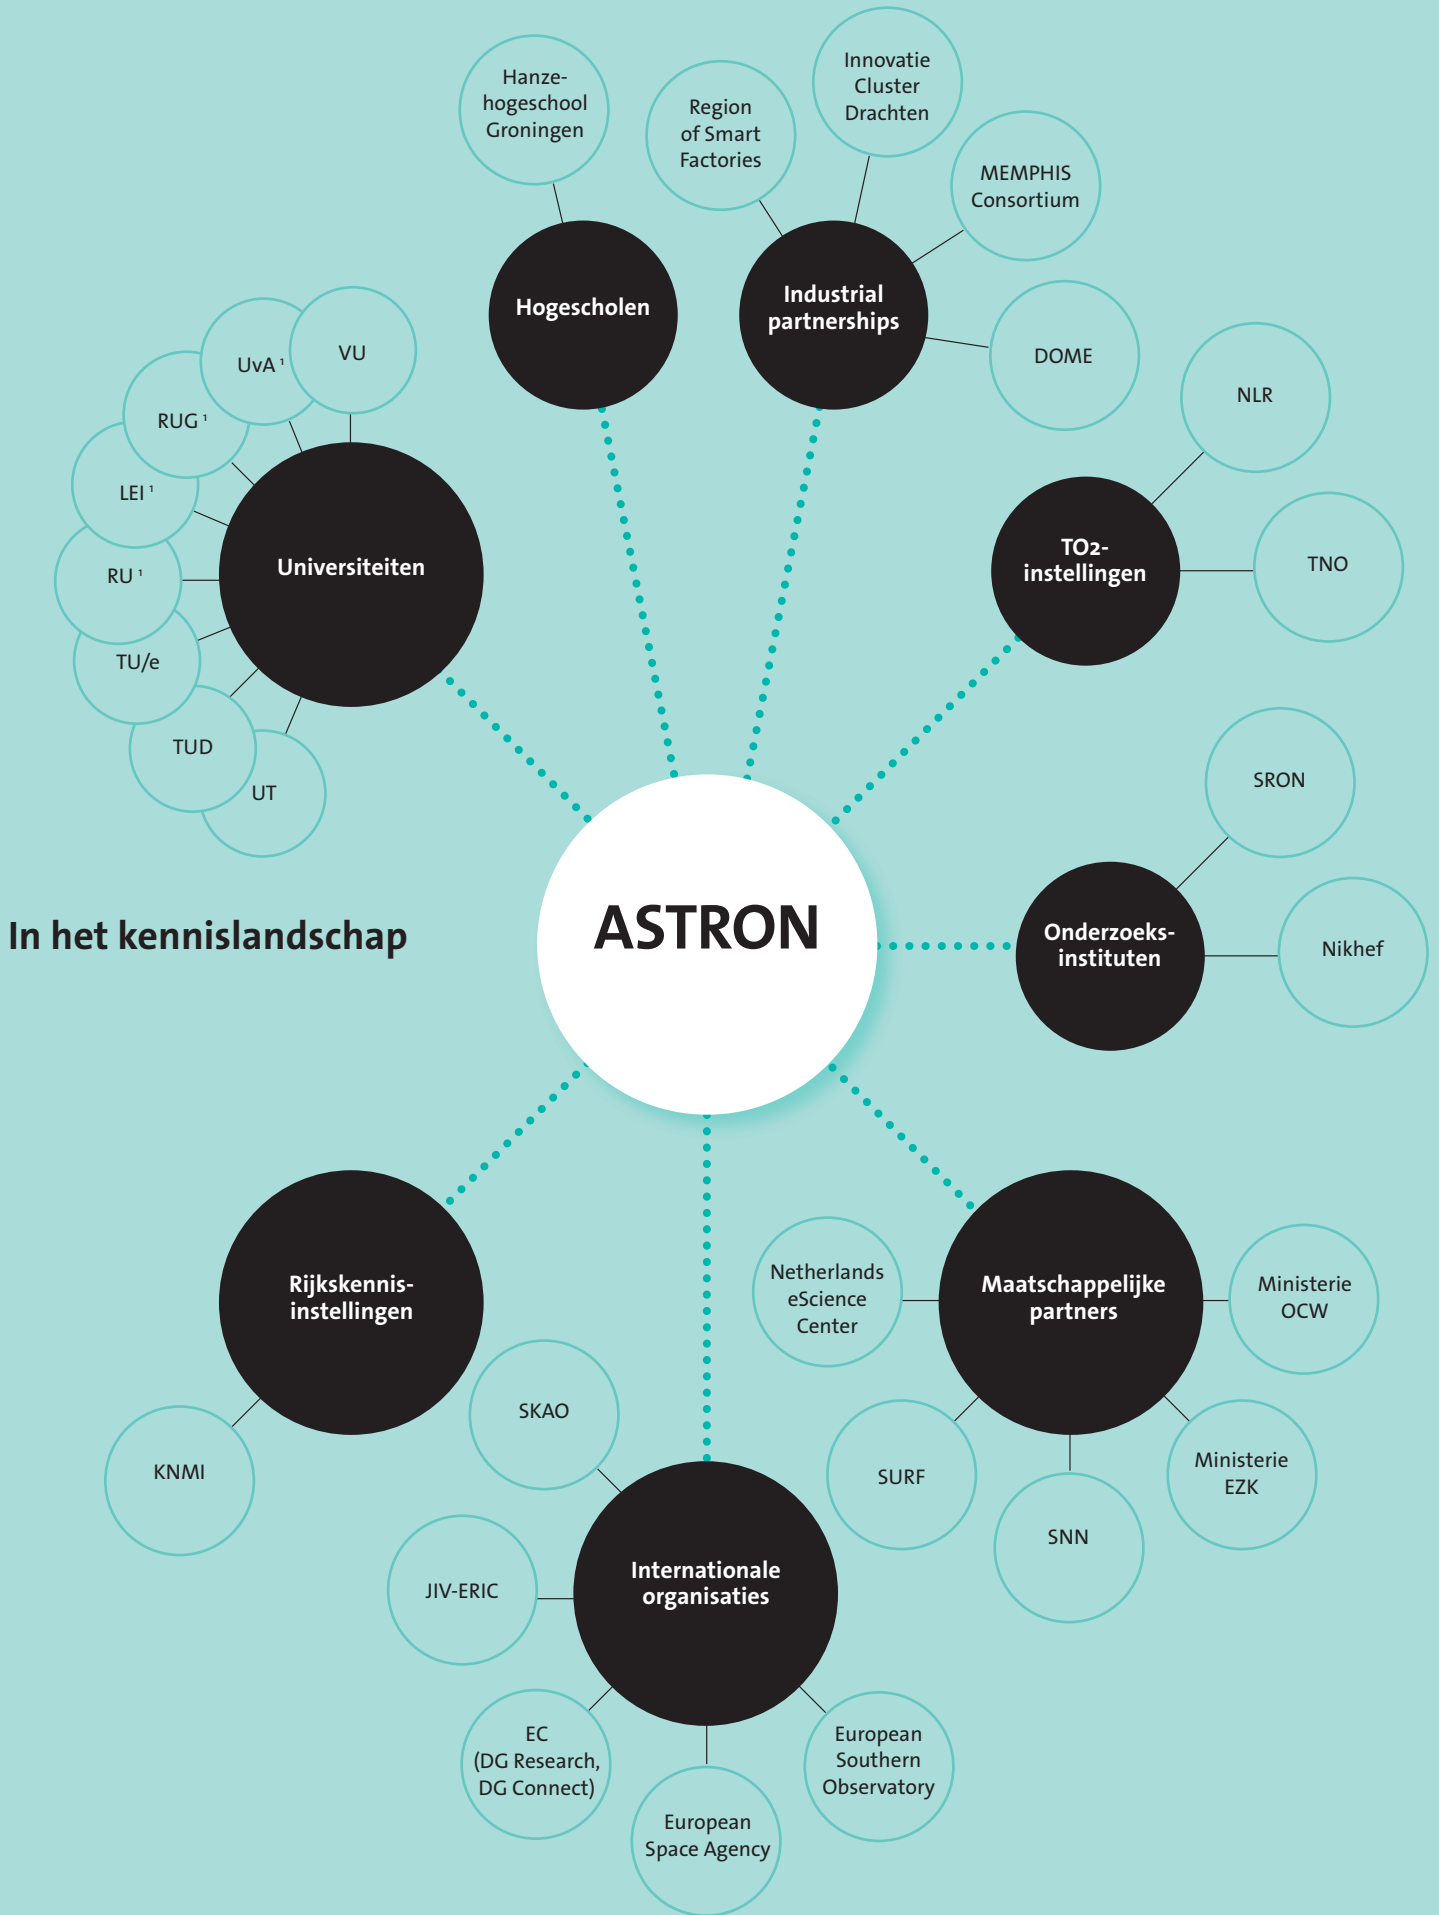 In het kennislandschap
ASTRON
Hogescholen
Hanze-
hogeschool
Groningen
Industrial
partnerships
Region
of Smart
Factories
Innovatie
Cluster
Drachten
MEMPHIS
Consortium
DOME
TO2-
instellingen
NLR
TNO
Onderzoeks-
instituten
SRON
Nikhef
Maatschappelijke
partners
Ministerie
OCW
Ministerie
EZK
SNN
SURF
Netherlands
eScience
Center
Internationale
organisaties
European
Southern
Observatory
European
Space Agency
EC
(DG Research,
DG Connect)
JIV-ERIC
SKAO
Rijkskennis-
instellingen
KNMI
Universiteiten
UT
TUD
TU/e
RU ¹
LEI ¹
RUG ¹
UvA ¹
VU